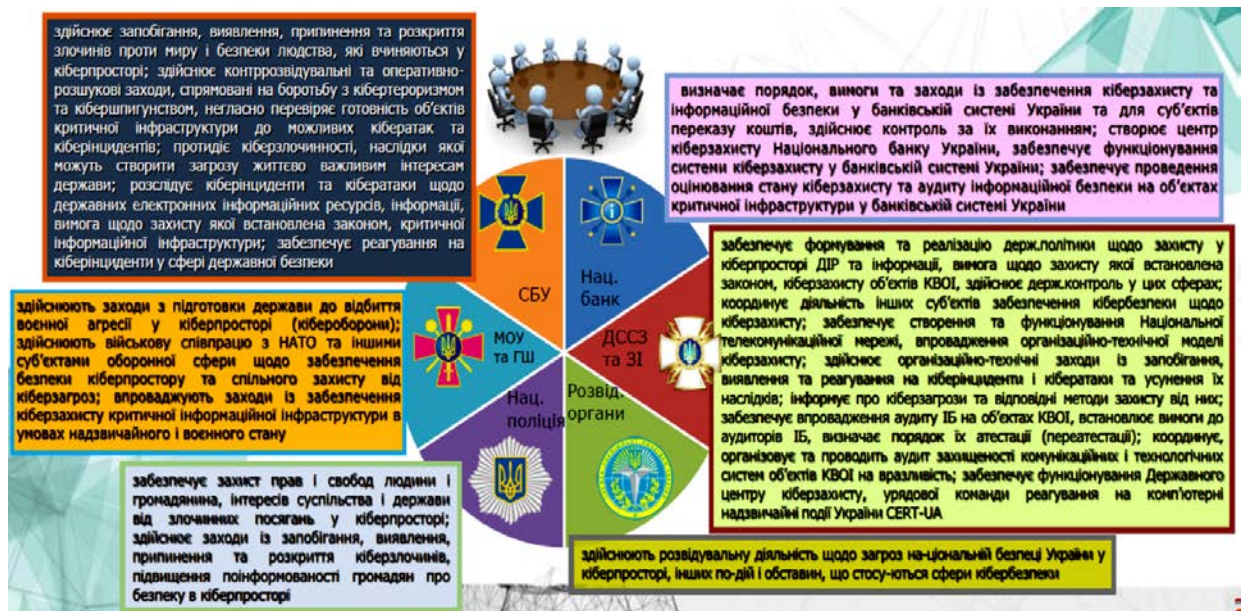 здійснює запобігання, виявлення, припинення та розкриття
злочинів проти миру і безпеки людства, які вчиняються у
кіберпросторі; здійснює контррозвідувальні та оперативно-
розшукові заходи, спрямовані на боротьбу з кібертероризмом
та кібершпигунством, негласно перевіряє готовність об'єктів
критичної інфраструктури до можливих кібератак та
кіберінцидентів; протидіє кіберзлочинності, наслідки якої
можуть створити загрозу життєво важливим інтересам
держави; розслідує кіберінциденти та кібератаки щодо
державних електронних інформаційних ресурсів, інформації,
вимога щодо захисту якої встановлена законом, критичної
інформаційної інфраструктури; забезпечує реагування на
кіберінциденти у сфері державної безпеки
визначає порядок, вимоги та заходи із забезпечення кіберзахисту та
інформаційної безпеки у банківській системі України та для суб'єктів
переказу коштів, здійснює контроль за їх виконанням; створює центр
кіберзахисту Національного банку України, забезпечує функціонування
системи кіберзахисту у банківській системі України; забезпечує проведення
оцінювання стану кіберзахисту та аудиту інформаційної безпеки на об'єктах
критичної інфраструктури у банківській системі України
СБУ
Нац.
банк
МОУ
та ГШ
ДССЗ
та ЗІ
Нац.
поліція
Розвід.
органи
здійснюють заходи з підготовки держави до відбиття
воєнної агресії у кіберпросторі (кібероборони);
здійснюють військову співпрацю з НАТО та іншими
суб'єктами оборонної сфери щодо забезпечення
безпеки кіберпростору та спільного захисту від
кіберзагроз; впроваджують заходи із забезпечення
кіберзахисту критичної інформаційної інфраструктури в
умовах надзвичайного і воєнного стану
забезпечує формування та реалізацію держ.політики щодо захисту у
кіберпросторі ДІР та інформації, вимога щодо захисту якої встановлена
законом, кіберзахисту об'єктів КВОІ, здійснює держ.контроль у цих сферах;
координує діяльність інших суб'єктів забезпечення кібербезпеки щодо
кіберзахисту; забезпечує створення та функціонування Національної
телекомунікаційної мережі, впровадження організаційно-технічної моделі
кіберзахисту; здійснює організаційно-технічні заходи із запобігання,
виявлення та реагування на кіберінциденти і кібератаки та усунення їх
наслідків; інформує про кіберзагрози та відповідні методи захисту від них;
забезпечує впровадження аудиту ІБ на об'єктах КВОІ, встановлює вимоги до
аудиторів ІБ, визначає порядок їх атестації (переатестації); координує,
організовує та проводить аудит захищеності комунікаційних і технологічних
систем об'єктів КВОІ на вразливість; забезпечує функціонування Державного
центру кіберзахисту, урядової команди реагування на комп'ютерні
надзвичайні події України CERT-UA
забезпечує захист прав і свобод людини і
громадянина, інтересів суспільства і держави
від злочинних посягань у кіберпросторі;
здійснює заходи із запобігання, виявлення,
припинення та розкриття кіберзлочинів,
підвищення поінформованості громадян про
безпеку в кіберпросторі
здійснюють розвідувальну діяльність щодо загроз на-ціональній безпеці України у
кіберпросторі, інших по-дій і обставин, що стосу-ються сфери кібербезпеки